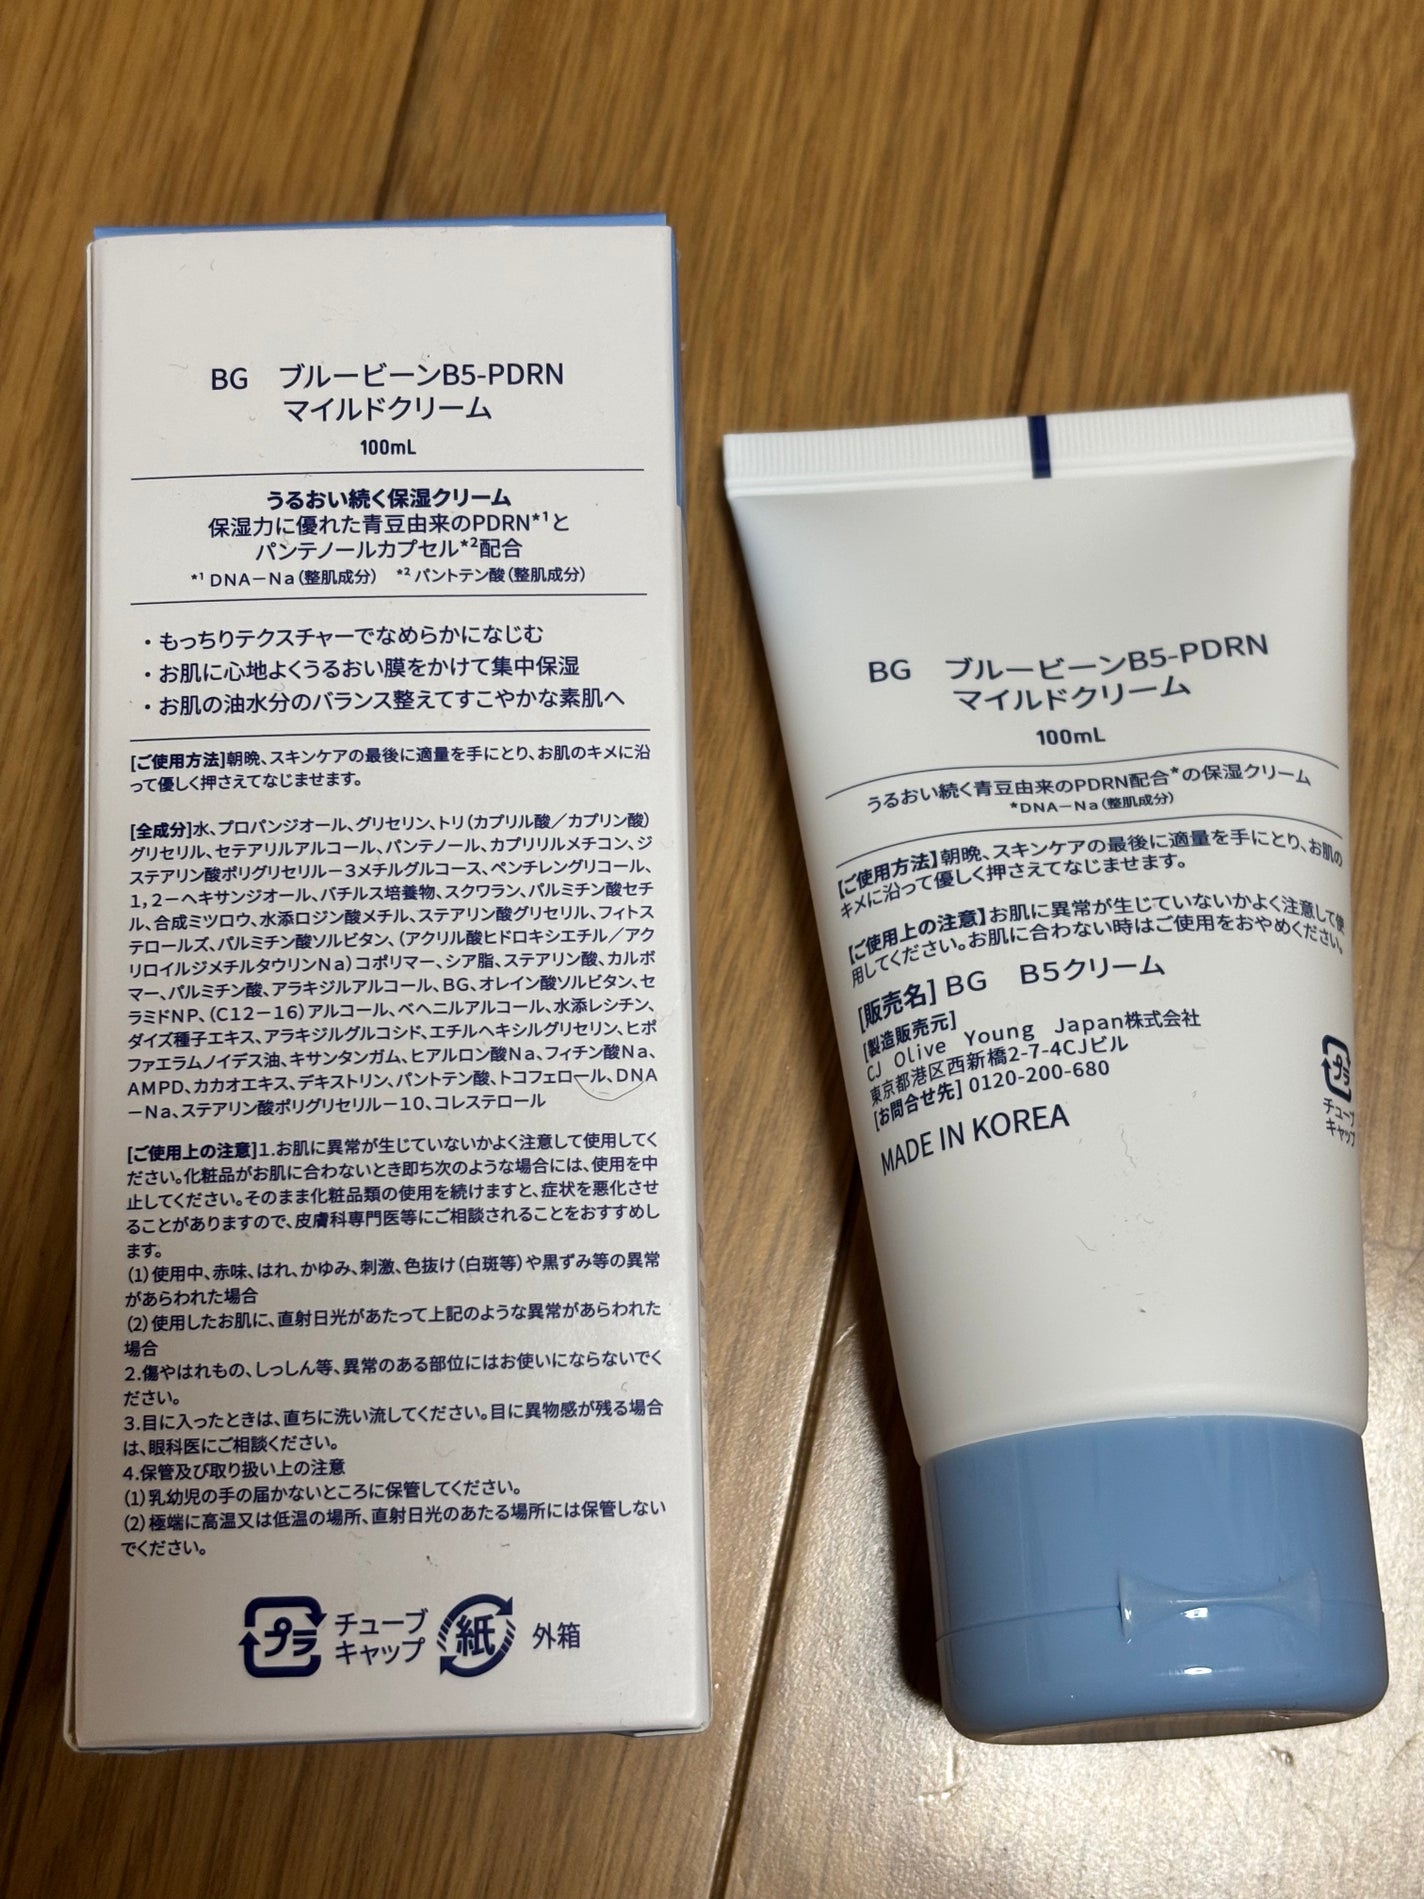 BG ブルービーンB5-PDRN
マイルドクリーム
100mL
うるおい続く保湿クリーム
保湿力に優れた青豆由来のPDRN*¹と
パンテノールカプセル*²配合
*¹ DNA－Na（整肌成分） *² パントテン酸（整肌成分）
・もっちりテクスチャーでなめらかになじむ
・お肌に心地よくうるおい膜をかけて集中保湿
・お肌の油水分のバランス整えてすこやかな素肌へ
[ご使用方法]朝晩、スキンケアの最後に適量を手にとり、お肌のキメに沿
って優しく押さえてなじませます。
[全成分]水、プロパンジオール、グリセリン、トリ（カプリル酸／カプリン酸）
グリセリル、セテアリルアルコール、パンテノール、カプリリルメチコン、ジ
ステアリン酸ポリグリセリル－3メチルグルコース、ペンチレングリコール、
1，2－ヘキサンジオール、バチルス培養物、スクワラン、パルミチン酸セチ
ル、合成ミツロウ、水添ロジン酸メチル、ステアリン酸グリセリル、フィトス
テロールズ、パルミチン酸ソルビタン、（アクリル酸ヒドロキシエチル／アク
リロイルジメチルタウリンNa）コポリマー、シア脂、ステアリン酸、カルボ
マー、パルミチン酸、アラキジルアルコール、BG、オレイン酸ソルビタン、セ
ラミドNP、（C12－16）アルコール、ベヘニルアルコール、水添レシチン、
ダイズ種子エキス、アラキジルグルコシド、エチルヘキシルグリセリン、ヒポ
ファエラムノイデス油、キサンタンガム、ヒアルロン酸Na、フィチン酸Na、
AMPD、カカオエキス、デキストリン、パントテン酸、トコフェロール、DNA
－Na、ステアリン酸ポリグリセリル－10、コレステロール
[ご使用上の注意]1.お肌に異常が生じていないかよく注意して使用してく
ださい。化粧品がお肌に合わないとき即ち次のような場合には、使用を中
止してください。そのまま化粧品類の使用を続けますと、症状を悪化させ
ることがありますので、皮膚科専門医等にご相談されることをおすすめし
ます。
（1）使用中、赤味、はれ、かゆみ、刺激、色抜け（白斑等）や黒ずみ等の異常
があらわれた場合
（2）使用したお肌に、直射日光があたって上記のような異常があらわれた
場合
2.傷やはれもの、しっしん等、異常のある部位にはお使いにならないでく
ださい。
3.目に入ったときは、直ちに洗い流してください。目に異物感が残る場合
は、眼科医にご相談ください。
4.保管及び取り扱い上の注意
（1）乳幼児の手の届かないところに保管してください。
（2）極端に高温又は低温の場所、直射日光のあたる場所には保管しない
でください。
プラ チューブ
キャップ
紙 外箱
BG ブルービーンB5-PDRN
マイルドクリーム
100mL
うるおい続く青豆由来のPDRN配合*の保湿クリーム
*DNA－Na（整肌成分）
【ご使用方法】朝晩、スキンケアの最後に適量を手にとり、お肌の
キメに沿って優しく押さえてなじませます。
【ご使用上の注意】お肌に異常が生じていないかよく注意して使
用してください。お肌に合わない時はご使用をおやめください。
[販売名] BG B5クリーム
[製造販売元]
CJ Olive Young Japan株式会社
東京都港区西新橋2-7-4CJビル
[お問合せ先] 0120-200-680
MADE IN KOREA
プラ
チューブ
キャップ